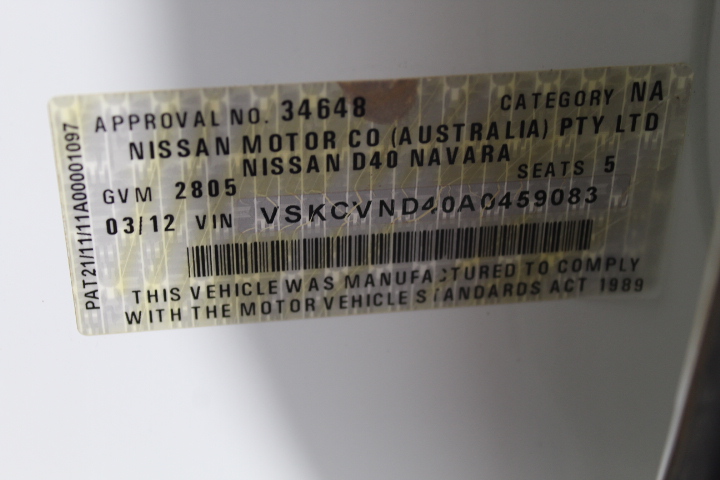 APPROVAL NO. 34648 CATEGORY NA
NISSAN MOTOR CO (AUSTRALIA) PTY LTD
NISSAN D40 NAVARA
GVM 2805 SEATS 5
03/12 VIN VSKCVND40A0459083
THIS VEHICLE WAS MANUFACTURED TO COMPLY
WITH THE MOTOR VEHICLE STANDARDS ACT 1989
PAT21/11/11A00001097